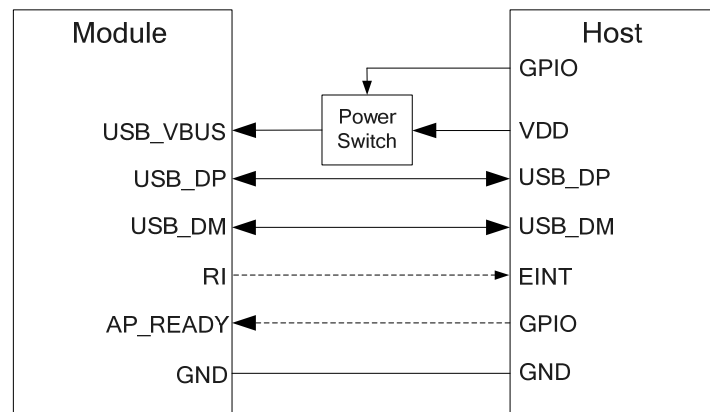 Module
Host
GPIO
Power
Switch
USB_VBUS
VDD
USB_DP
USB_DP
USB_DM
USB_DM
RI
EINT
AP_READY
GPIO
GND
GND